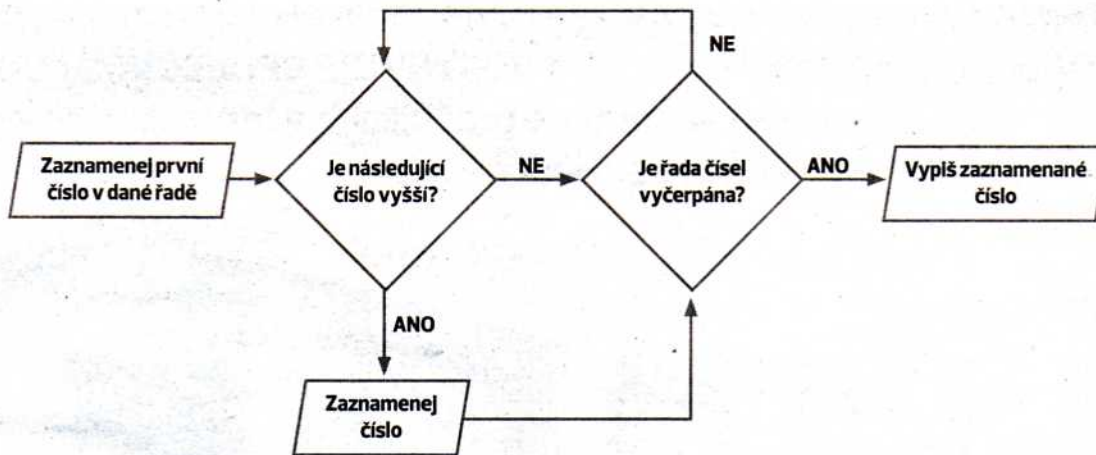 NE
Zaznamenej první
číslo v dané řadě
Je následující
číslo vyšší?
NE
Je řada čísel
vyčerpána?
ANO
Vypiš zaznamenané
číslo
ANO
Zaznamenej
číslo